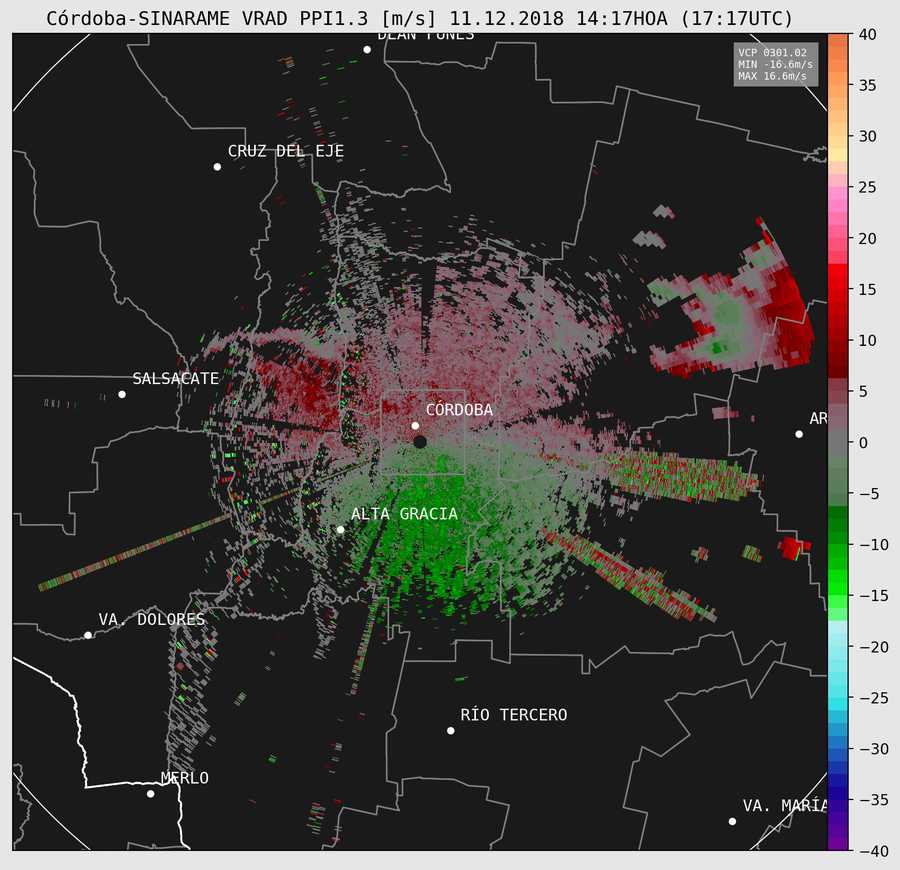 Córdoba-SINARAME VRAD PPI1.3 [m/s] 11.12.2018 14:17HOA (17:17UTC)
DEÁN FUNES
VCP 0301.02
MIN -16.6m/s
MAX 16.6m/s
CRUZ DEL EJE
SALSACATE
CÓRDOBA
AR
ALTA GRACIA
VA. DOLORES
RÍO TERCERO
MERLO
VA. MARÍA
40
35
30
25
20
15
10
5
0
−5
−10
−15
−20
−25
−30
−35
−40